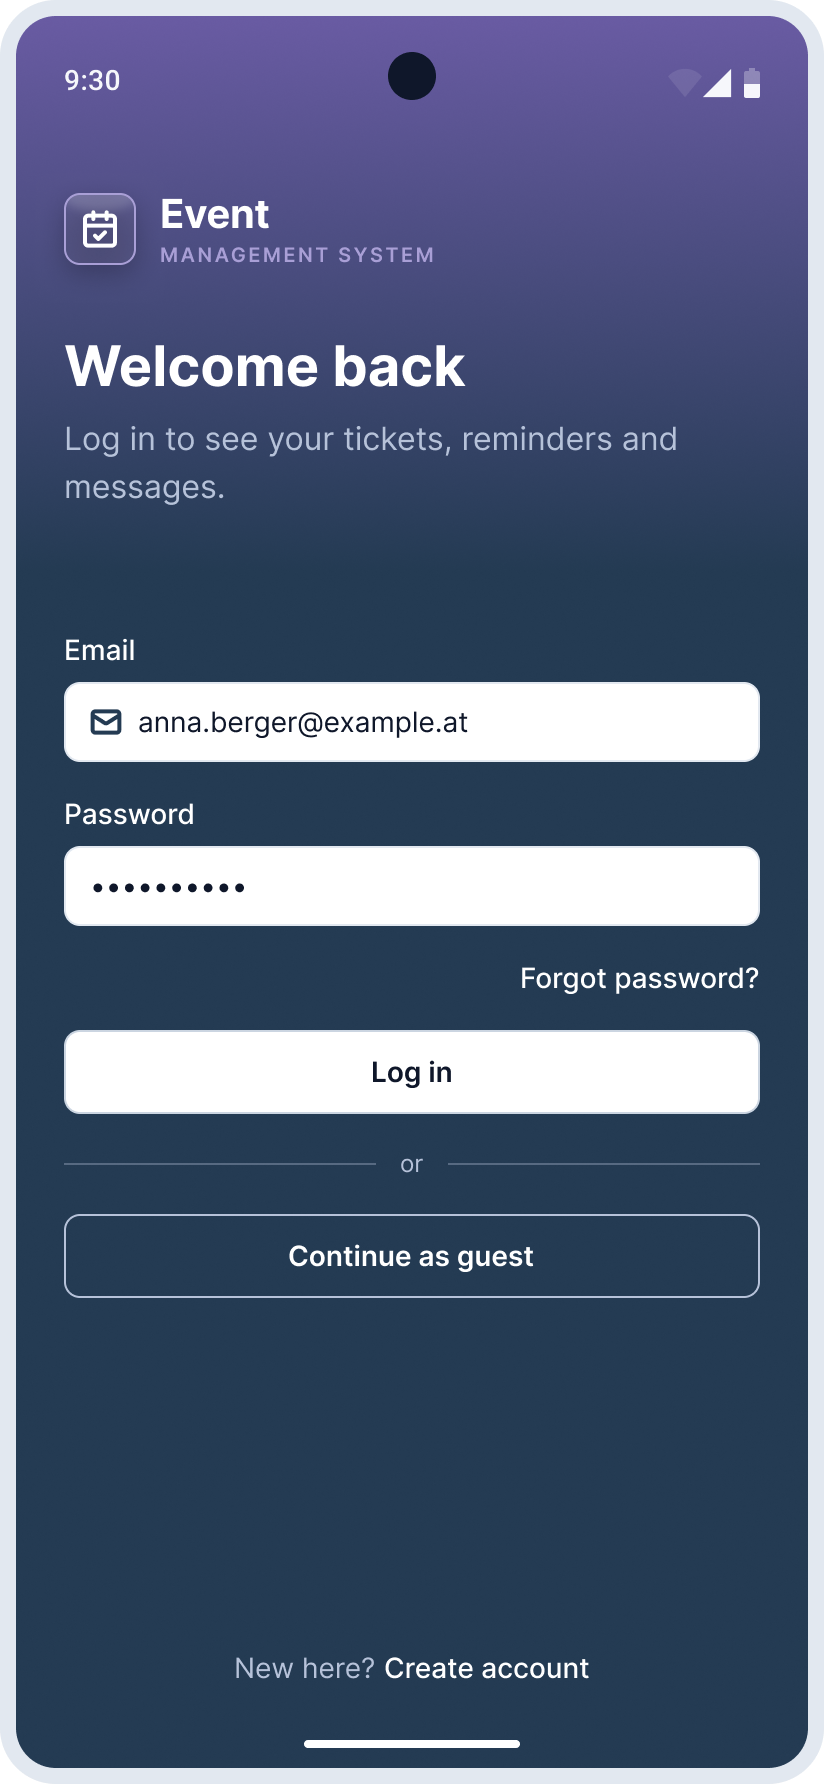 9:30
Event
MANAGEMENT SYSTEM
Welcome back
Log in to see your tickets, reminders and
messages.
Email
anna.berger@example.at
Password
••••••••••
Forgot password?
Log in
or
Continue as guest
New here? Create account